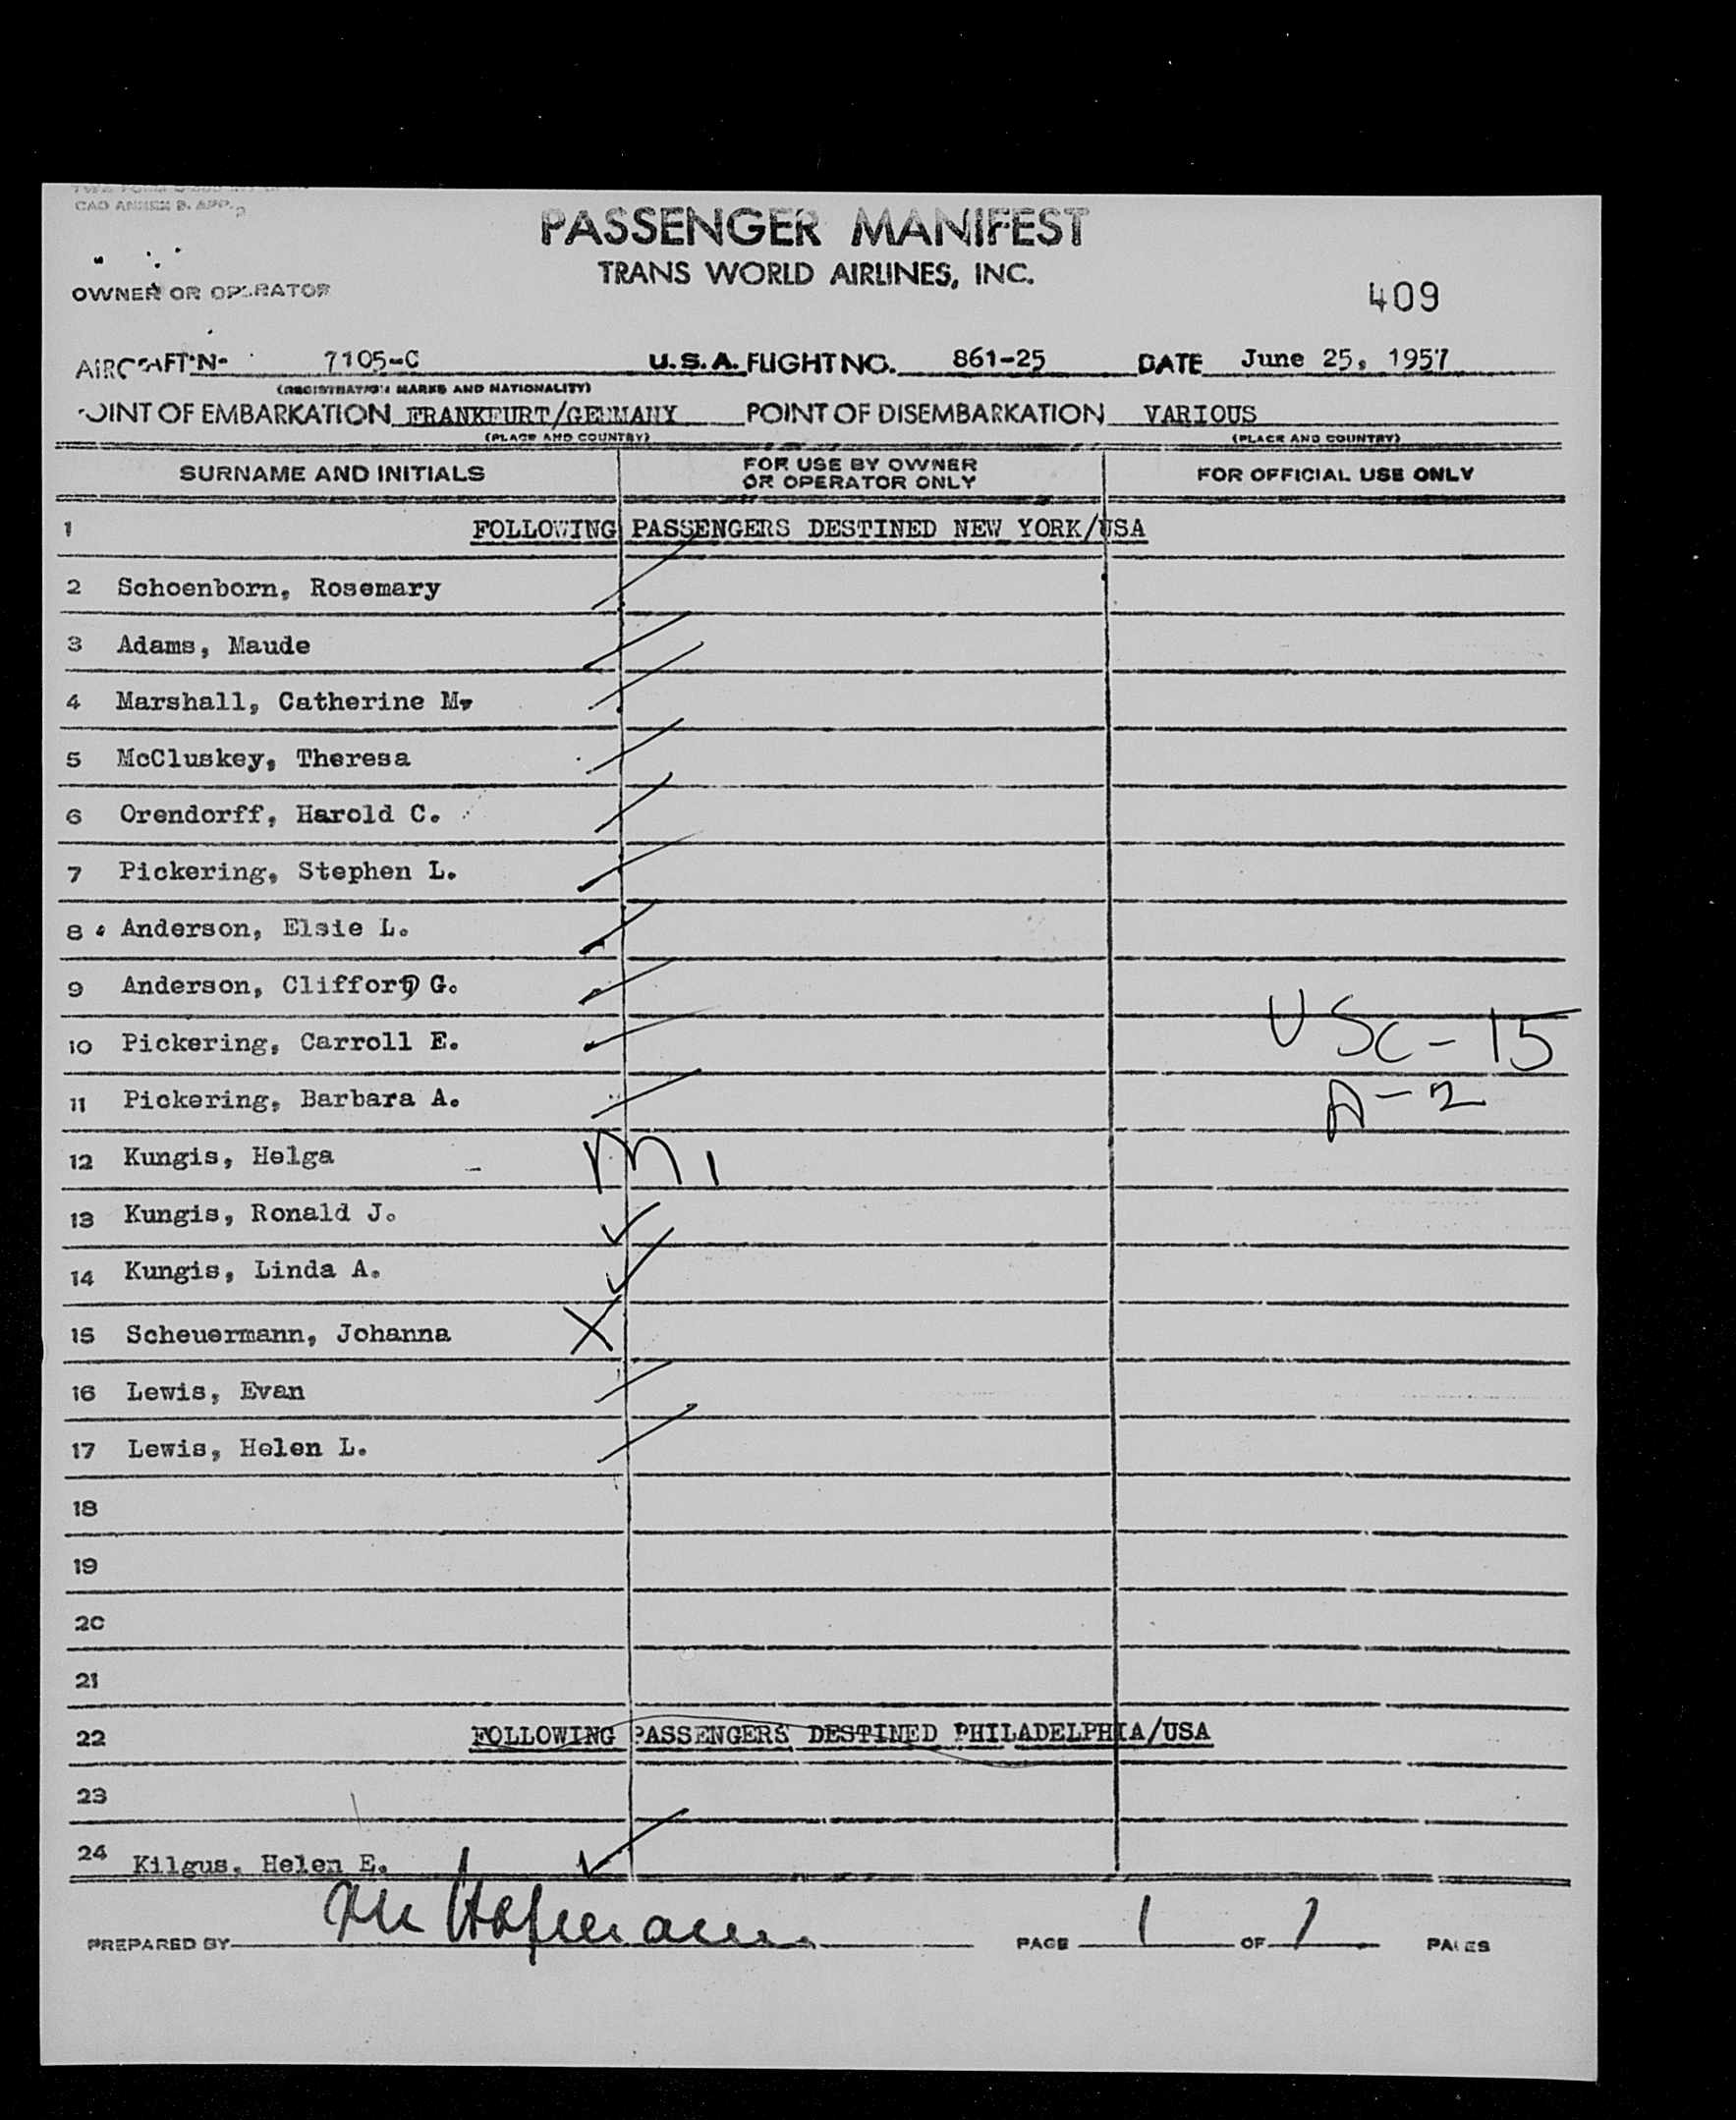 CAO ANNEX B. APP. 2
PASSENGER MANIFEST
TRANS WORLD AIRLINES, INC.
OWNER OR OPERATOR
409
AIRCRAFT N 7105-C U.S.A. FLIGHT NO. 861-25 DATE June 25, 1957
(REGISTRATION MARKS AND NATIONALITY)
OINT OF EMBARKATION FRANKFURT/GERMANY POINT OF DISEMBARKATION VARIOUS
(PLACE AND COUNTRY) (PLACE AND COUNTRY)
SURNAME AND INITIALS FOR USE BY OWNER OR OPERATOR ONLY FOR OFFICIAL USE ONLY
1 FOLLOWING PASSENGERS DESTINED NEW YORK/USA
2 Schoenborn, Rosemary
3 Adams, Maude
4 Marshall, Catherine M.
5 McCluskey, Theresa
6 Orendorff, Harold C.
7 Pickering, Stephen L.
8 Anderson, Elsie L.
9 Anderson, Clifford G.
10 Pickering, Carroll E. USC-15
11 Pickering, Barbara A. A-2
12 Kungis, Helga M 1
13 Kungis, Ronald J. ✓
14 Kungis, Linda A. ✓
15 Scheuermann, Johanna X
16 Lewis, Evan
17 Lewis, Helen L.
18
19
20
21
22 FOLLOWING PASSENGERS DESTINED PHILADELPHIA/USA
23
24 Kilgus, Helen E. ✓
PREPARED BY Hofmann PAGE 1 OF 1 PAGES